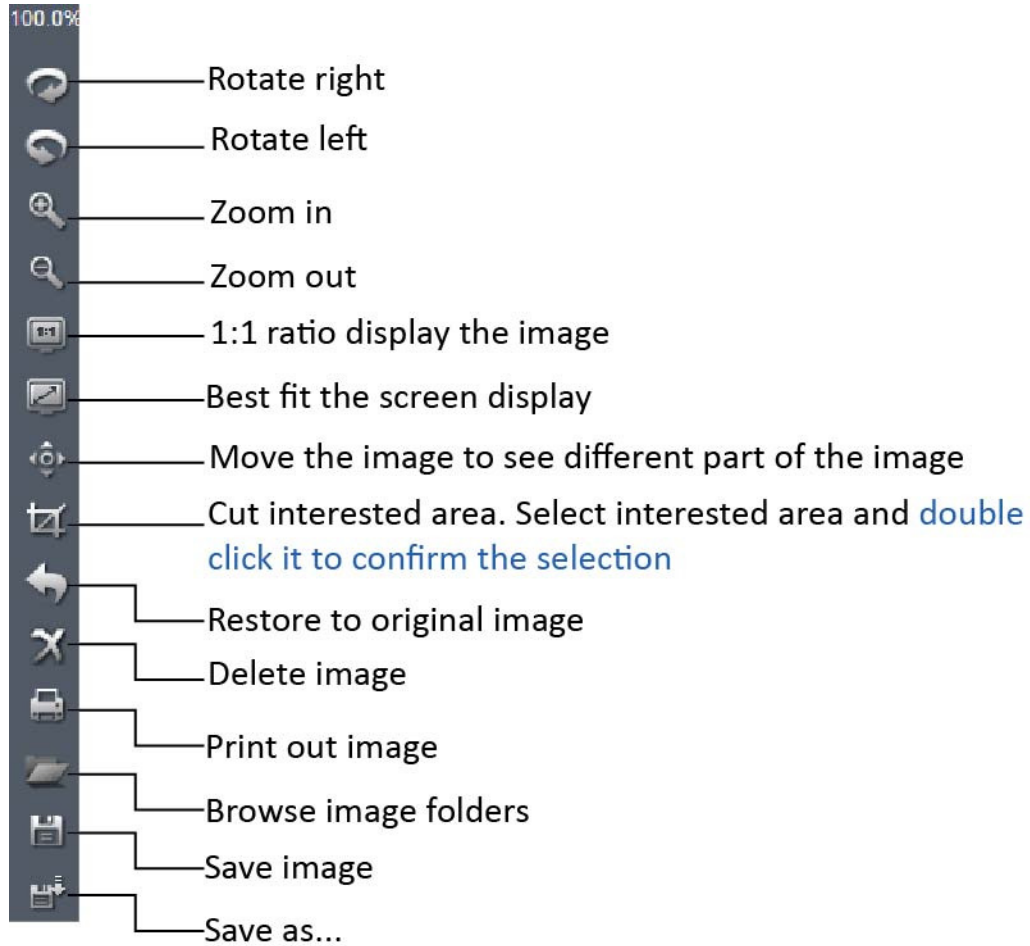 100.0%
Rotate right
Rotate left
Zoom in
Zoom out
1:1
1:1 ratio display the image
Best fit the screen display
Move the image to see different part of the image
Cut interested area. Select interested area and double
click it to confirm the selection
Restore to original image
Delete image
Print out image
Browse image folders
Save image
Save as...